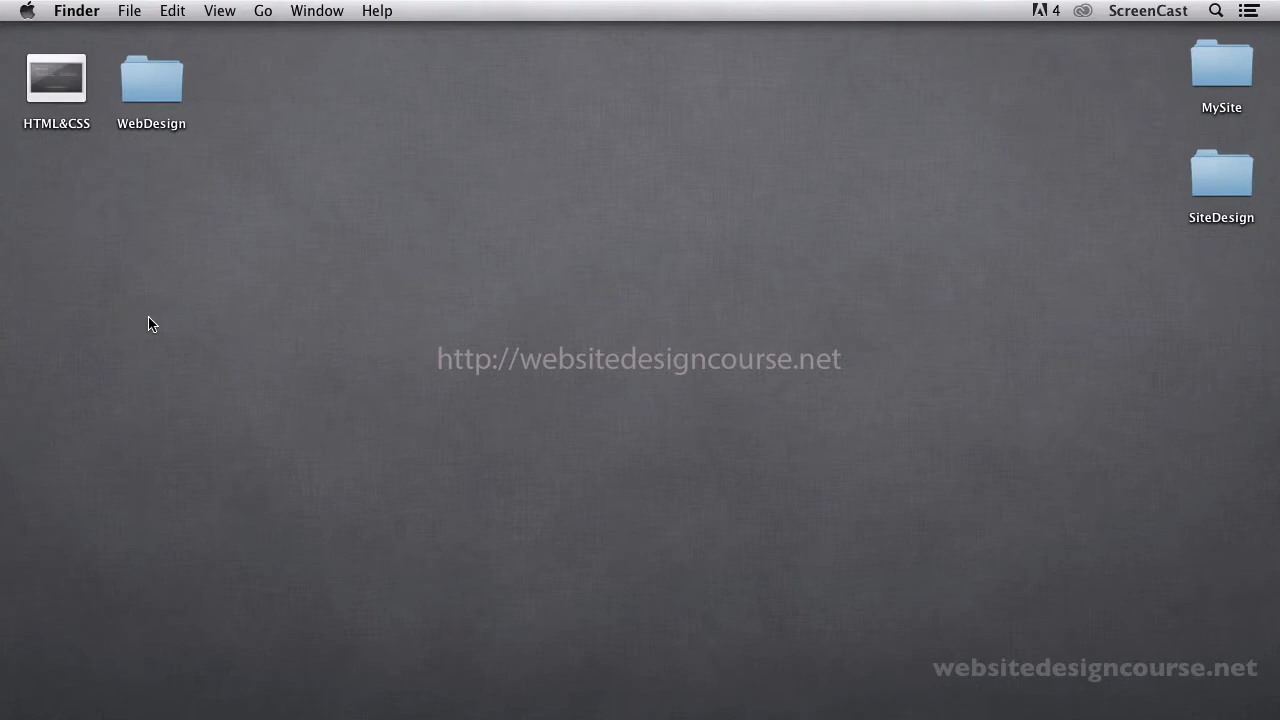 Finder File Edit View Go Window Help 4 ScreenCast
HTML&CSS WebDesign
MySite
SiteDesign
http://websitedesigncourse.net
websitedesigncourse.net